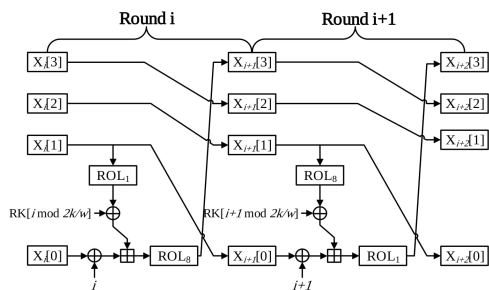 Round i Round i+1
X_i[3] X_{i+1}[3] X_{i+2}[3]
X_i[2] X_{i+1}[2] X_{i+2}[2]
X_i[1] X_{i+1}[1] X_{i+2}[1]
ROL_1 ROL_8
RK[i mod 2k/w] RK[i+1 mod 2k/w]
X_i[0] ROL_8 X_{i+1}[0] ROL_1 X_{i+2}[0]
i i+1